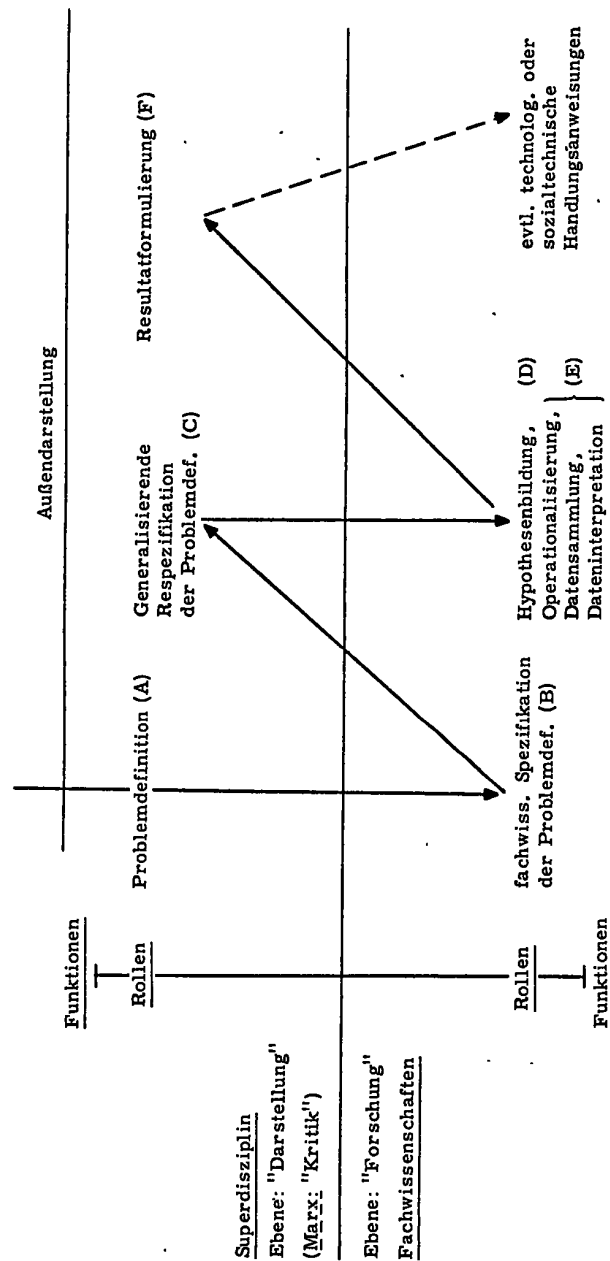 Außendarstellung
Funktionen
Rollen
Problemdefinition (A)
Generalisierende
Respezifikation
der Problemdef. (C)
Resultatformulierung (F)
Superdisziplin
Ebene: "Darstellung"
(Marx: "Kritik")
Ebene: "Forschung"
Fachwissenschaften
Rollen
Funktionen
fachwiss. Spezifikation
der Problemdef. (B)
Hypothesenbildung, (D)
Operationalisierung, } (E)
Datensammlung,
Dateninterpretation
evtl. technolog. oder
sozialtechnische
Handlungsanweisungen